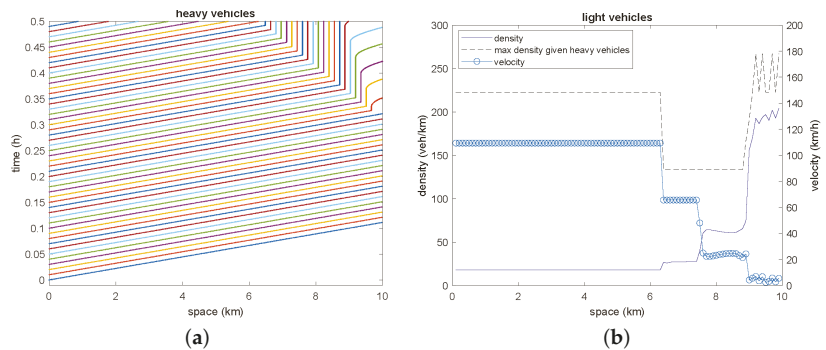 heavy vehicles
0.5
0.45
0.4
0.35
0.3
0.25
0.2
0.15
0.1
0.05
0
time (h)
0 2 4 6 8 10
space (km)
(a)
light vehicles
density
max density given heavy vehicles
velocity
300
250
200
150
100
50
0
density (veh/km)
200
180
160
140
120
100
80
60
40
20
0
velocity (km/h)
0 2 4 6 8 10
space (km)
(b)